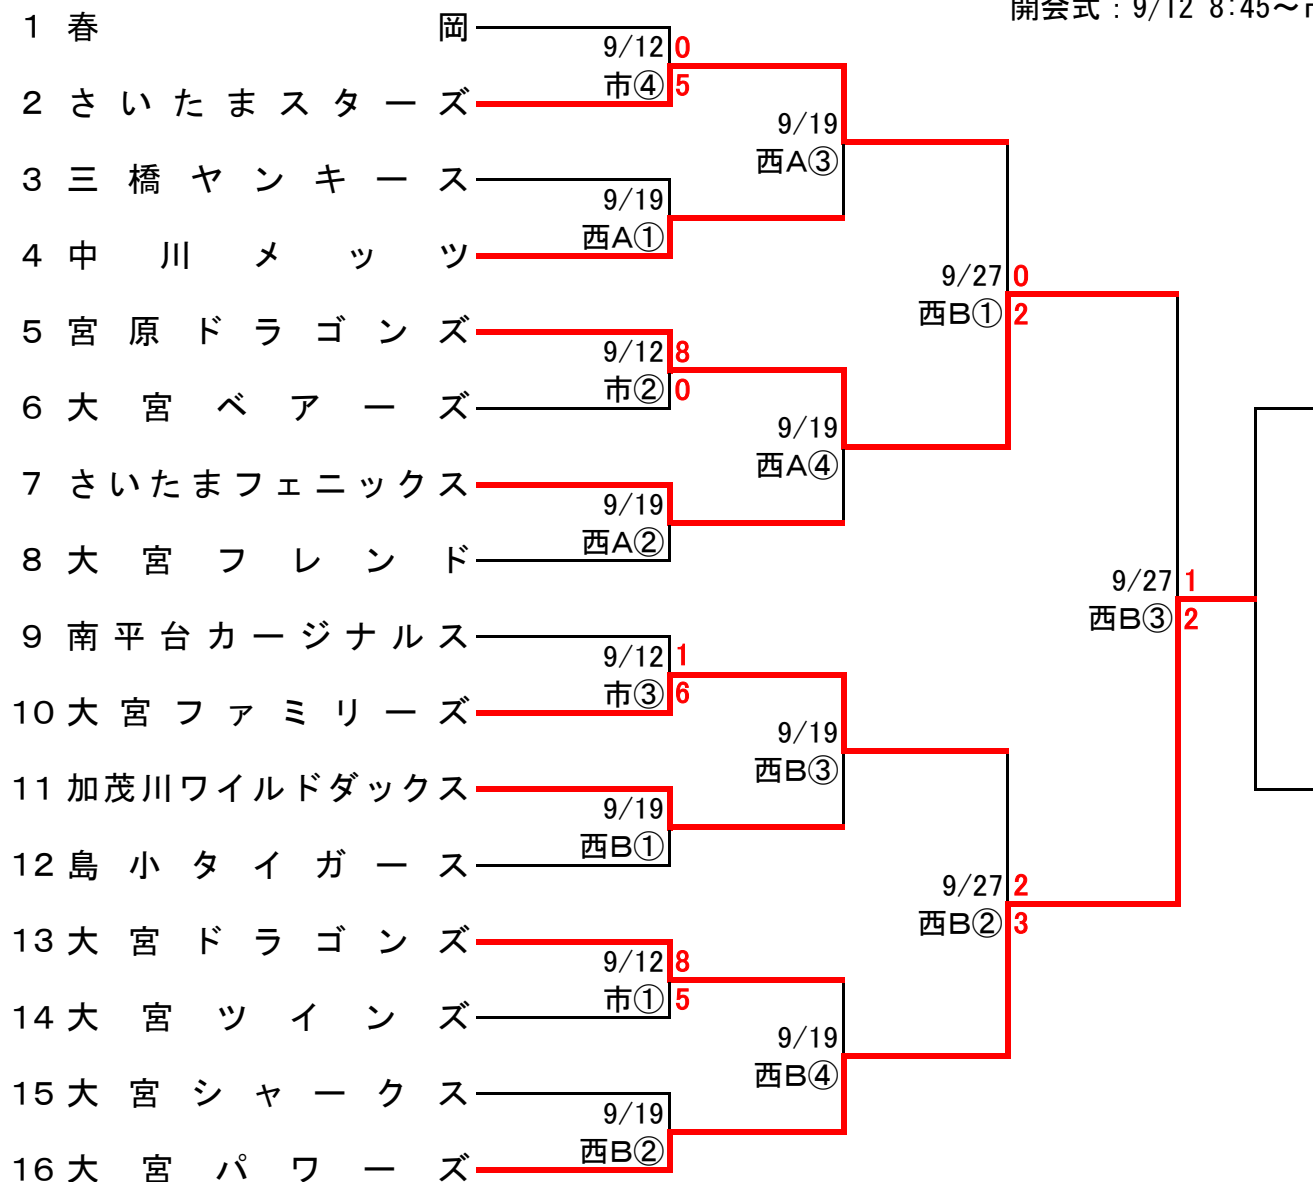 開会式：9/12 8:45～
1 春岡
9/12 0
市④ 5
2 さいたまスターズ
9/19
西A③
3 三橋ヤンキース
9/19
西A①
4 中川メッツ
9/27 0
西B① 2
5 宮原ドラゴンズ
9/12 8
市② 0
6 大宮ベアーズ
9/19
西A④
7 さいたまフェニックス
9/19
西A②
8 大宮フレンド
9/27 1
西B③ 2
9 南平台カージナルス
9/12 1
市③ 6
10 大宮ファミリーズ
9/19
西B③
11 加茂川ワイルドダックス
9/19
西B①
12 島小タイガース
9/27 2
西B② 3
13 大宮ドラゴンズ
9/12 8
市① 5
14 大宮ツインズ
9/19
西B④
15 大宮シャークス
9/19
西B②
16 大宮パワーズ